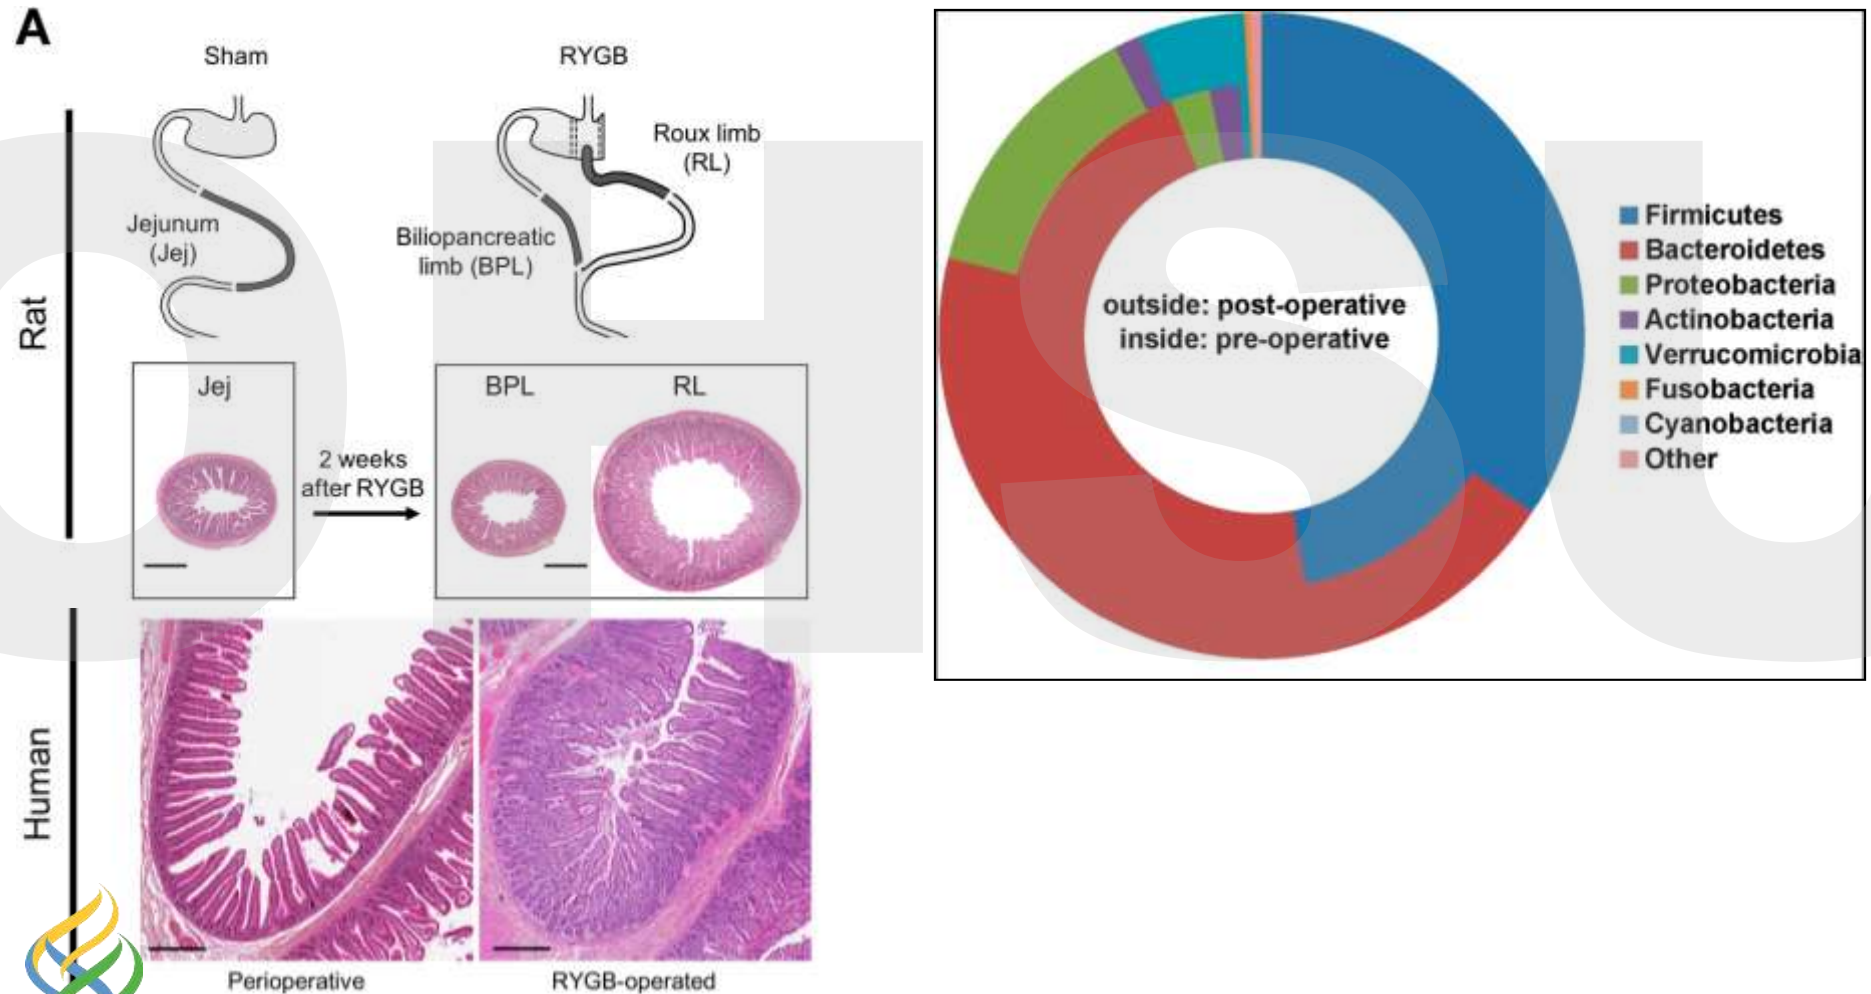 A
Sham
RYGB
Roux limb
(RL)
Jejunum
(Jej)
Biliopancreatic
limb (BPL)
Rat
Jej
BPL
RL
2 weeks
after RYGB
Human
Perioperative
RYGB-operated
outside: post-operative
inside: pre-operative
Firmicutes
Bacteroidetes
Proteobacteria
Actinobacteria
Verrucomicrobia
Fusobacteria
Cyanobacteria
Other